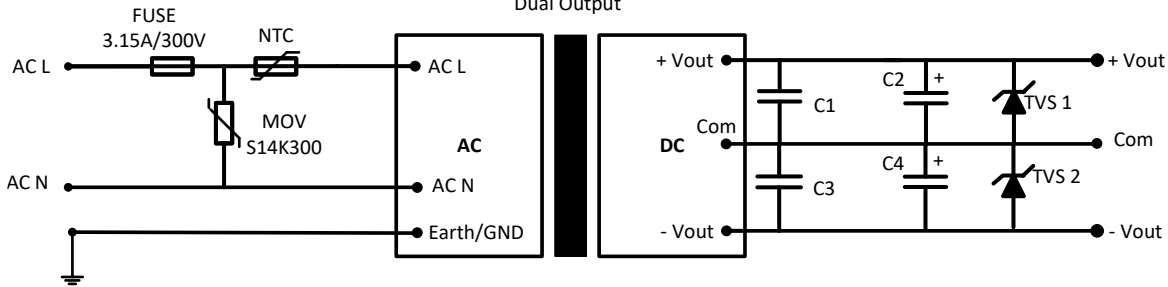 Dual Output
FUSE
3.15A/300V
NTC
AC L
AC L
MOV
S14K300
AC
AC N
AC N
Earth/GND
+ Vout
Com
DC
- Vout
C1
C2
+
TVS 1
C3
C4
+
TVS 2
+ Vout
Com
- Vout